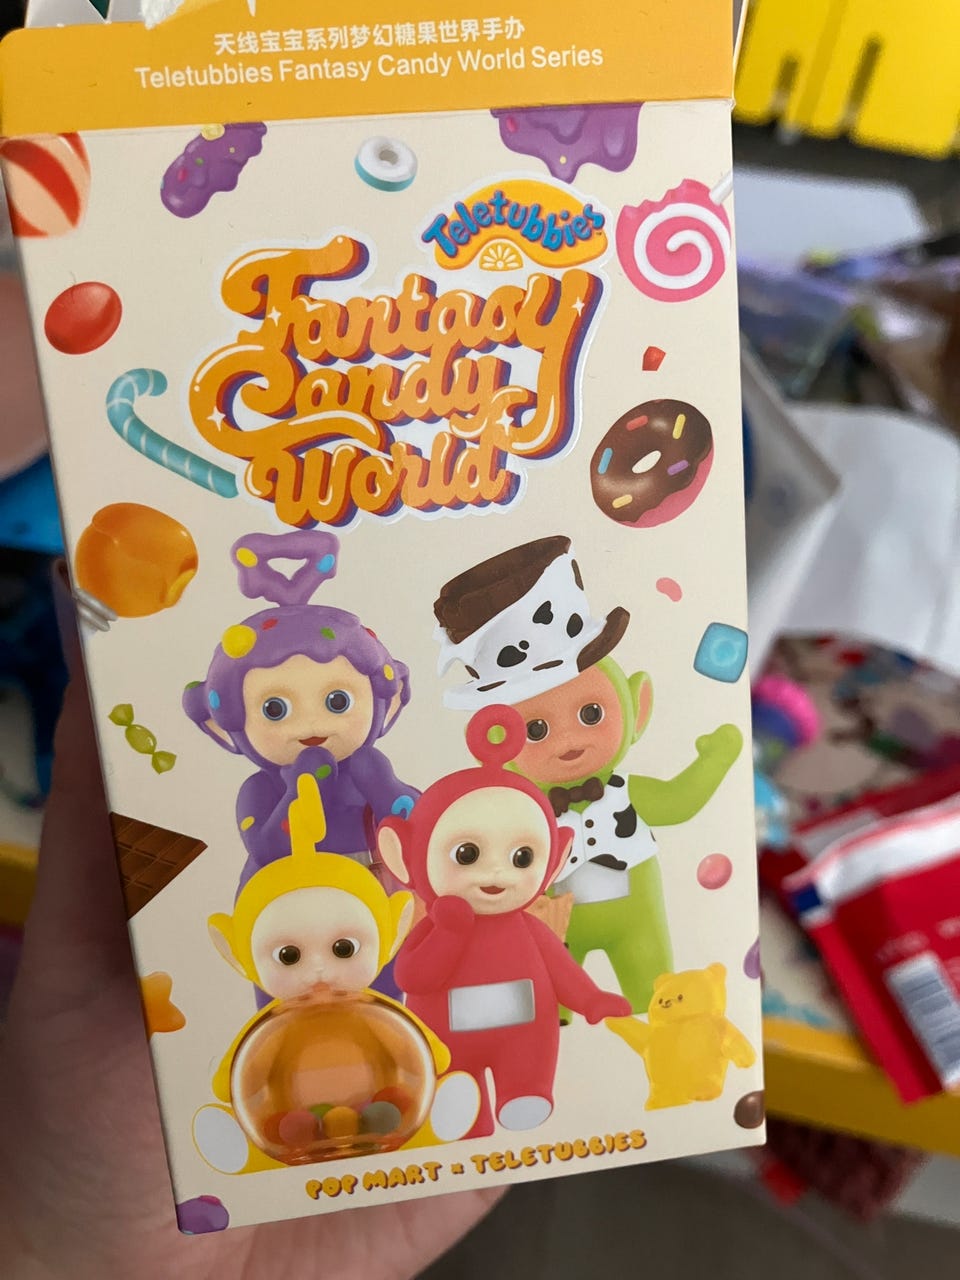 天线宝宝系列梦幻糖果世界手办
Teletubbies Fantasy Candy World Series
Teletubbies
Fantasy
Candy
World
POP MART × TELETUBBIES